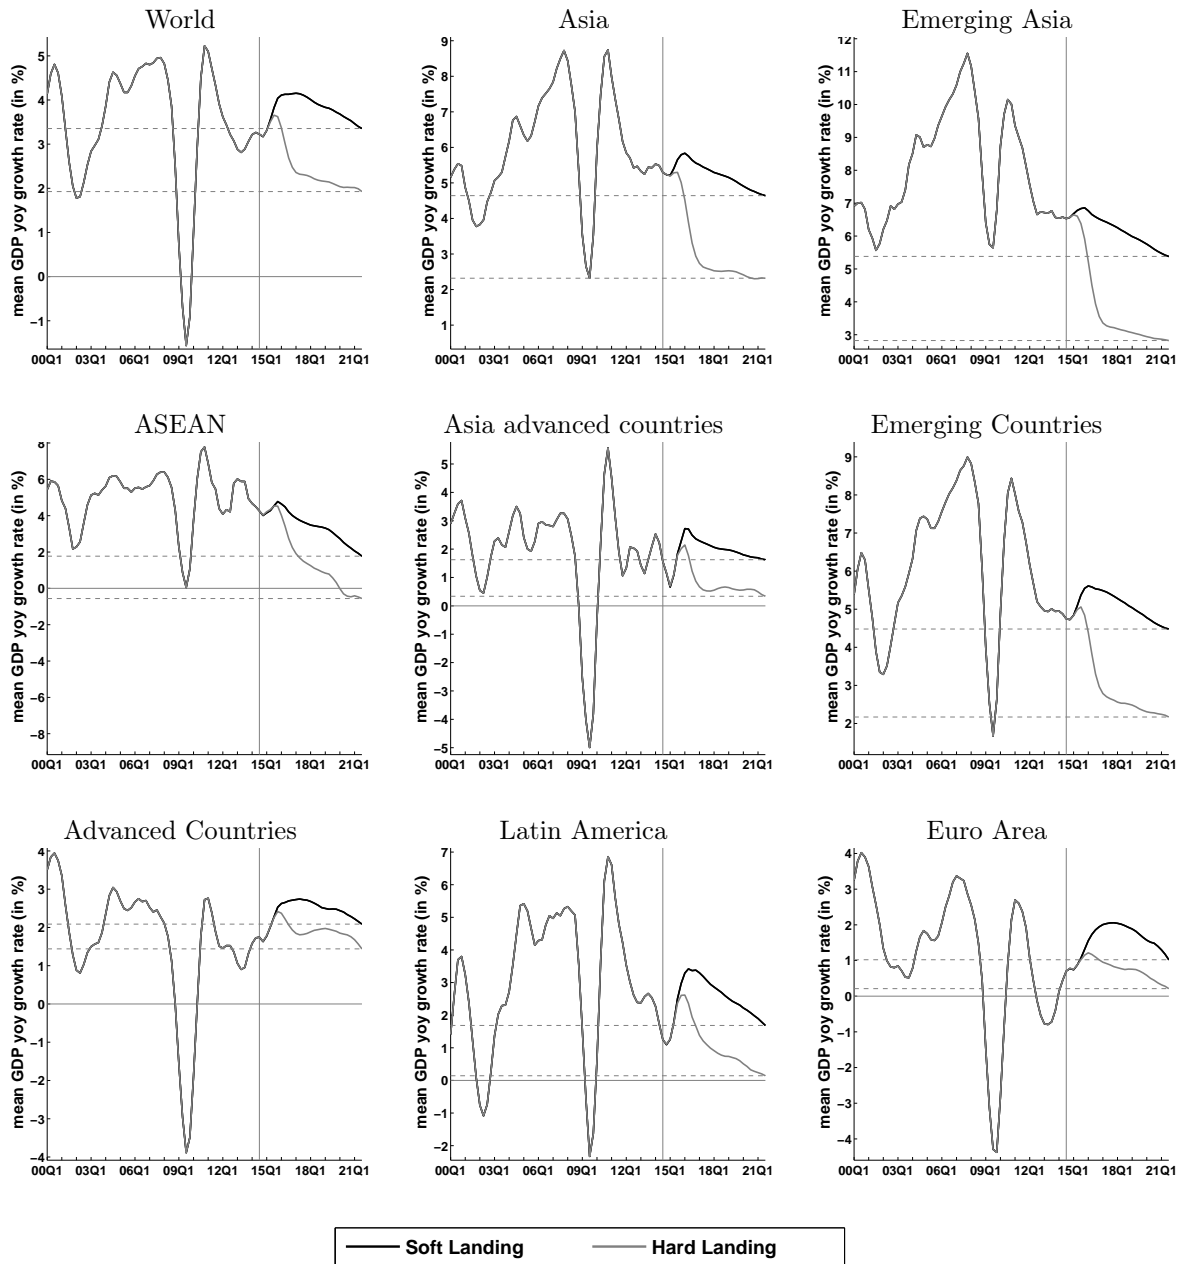 World
mean GDP yoy growth rate (in %)
5
4
3
2
1
0
−1
00Q1 03Q1 06Q1 09Q1 12Q1 15Q1 18Q1 21Q1
Asia
mean GDP yoy growth rate (in %)
9
8
7
6
5
4
3
2
1
00Q1 03Q1 06Q1 09Q1 12Q1 15Q1 18Q1 21Q1
Emerging Asia
mean GDP yoy growth rate (in %)
12
11
10
9
8
7
6
5
4
3
00Q1 03Q1 06Q1 09Q1 12Q1 15Q1 18Q1 21Q1
ASEAN
mean GDP yoy growth rate (in %)
8
6
4
2
0
−2
−4
−6
−8
00Q1 03Q1 06Q1 09Q1 12Q1 15Q1 18Q1 21Q1
Asia advanced countries
mean GDP yoy growth rate (in %)
5
4
3
2
1
0
−1
−2
−3
−4
−5
00Q1 03Q1 06Q1 09Q1 12Q1 15Q1 18Q1 21Q1
Emerging Countries
mean GDP yoy growth rate (in %)
9
8
7
6
5
4
3
2
00Q1 03Q1 06Q1 09Q1 12Q1 15Q1 18Q1 21Q1
Advanced Countries
mean GDP yoy growth rate (in %)
4
3
2
1
0
−1
−2
−3
−4
00Q1 03Q1 06Q1 09Q1 12Q1 15Q1 18Q1 21Q1
Latin America
mean GDP yoy growth rate (in %)
7
6
5
4
3
2
1
0
−1
−2
00Q1 03Q1 06Q1 09Q1 12Q1 15Q1 18Q1 21Q1
Euro Area
mean GDP yoy growth rate (in %)
4
3
2
1
0
−1
−2
−3
−4
00Q1 03Q1 06Q1 09Q1 12Q1 15Q1 18Q1 21Q1
Soft Landing
Hard Landing